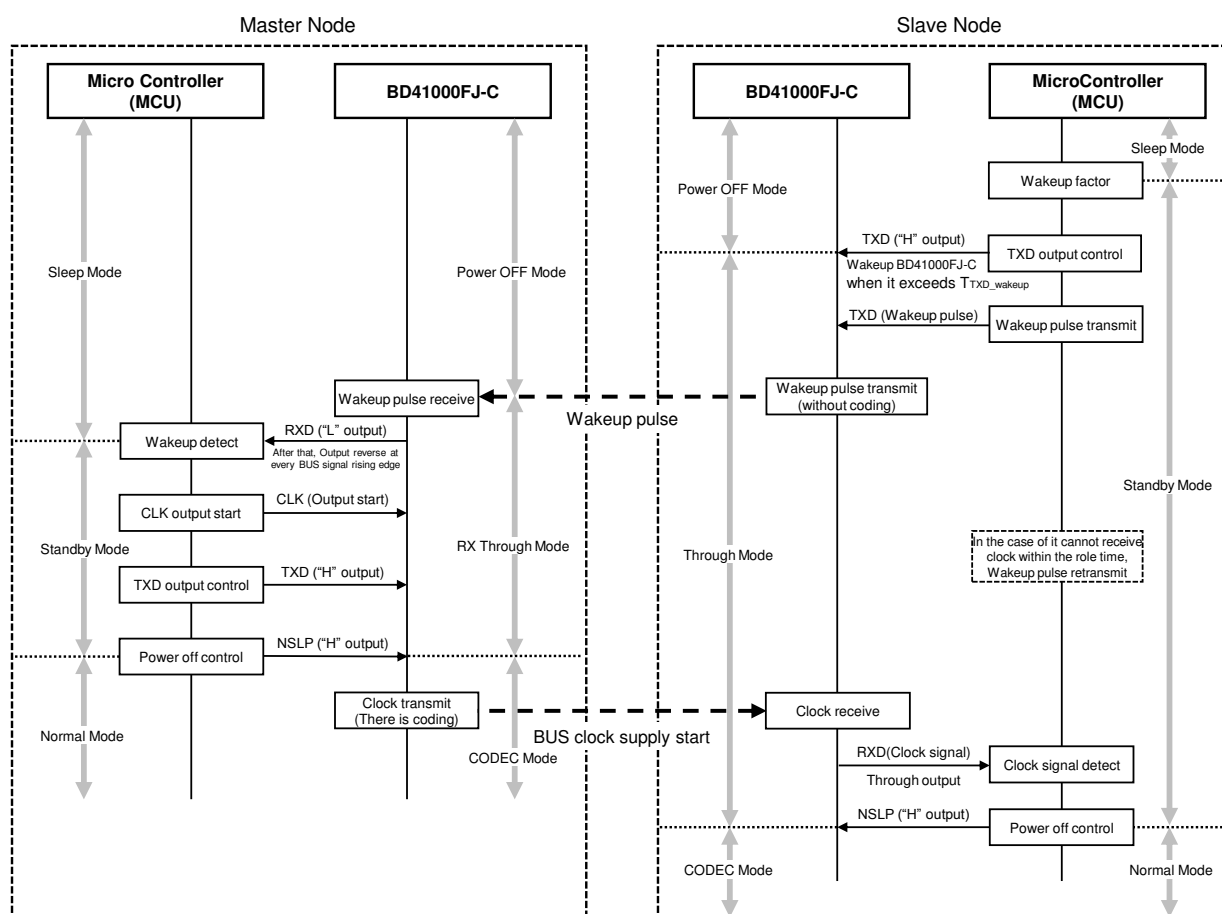 Master Node
Micro Controller
(MCU)
BD41000FJ-C
Sleep Mode
Power OFF Mode
Wakeup pulse receive
Wakeup detect
RXD (“L” output)
After that, Output reverse at
every BUS signal rising edge
CLK output start
CLK (Output start)
Standby Mode
RX Through Mode
TXD output control
TXD (“H” output)
Power off control
NSLP (“H” output)
Clock transmit
(There is coding)
Normal Mode
CODEC Mode
Wakeup pulse
BUS clock supply start
Slave Node
BD41000FJ-C
MicroController
(MCU)
Sleep Mode
Power OFF Mode
Wakeup factor
TXD (“H” output)
Wakeup BD41000FJ-C
when it exceeds TTXD_wakeup
TXD output control
TXD (Wakeup pulse)
Wakeup pulse transmit
Wakeup pulse transmit
(without coding)
Standby Mode
Through Mode
In the case of it cannot receive
clock within the role time,
Wakeup pulse retransmit
Clock receive
RXD(Clock signal)
Through output
Clock signal detect
NSLP (“H” output)
Power off control
CODEC Mode
Normal Mode